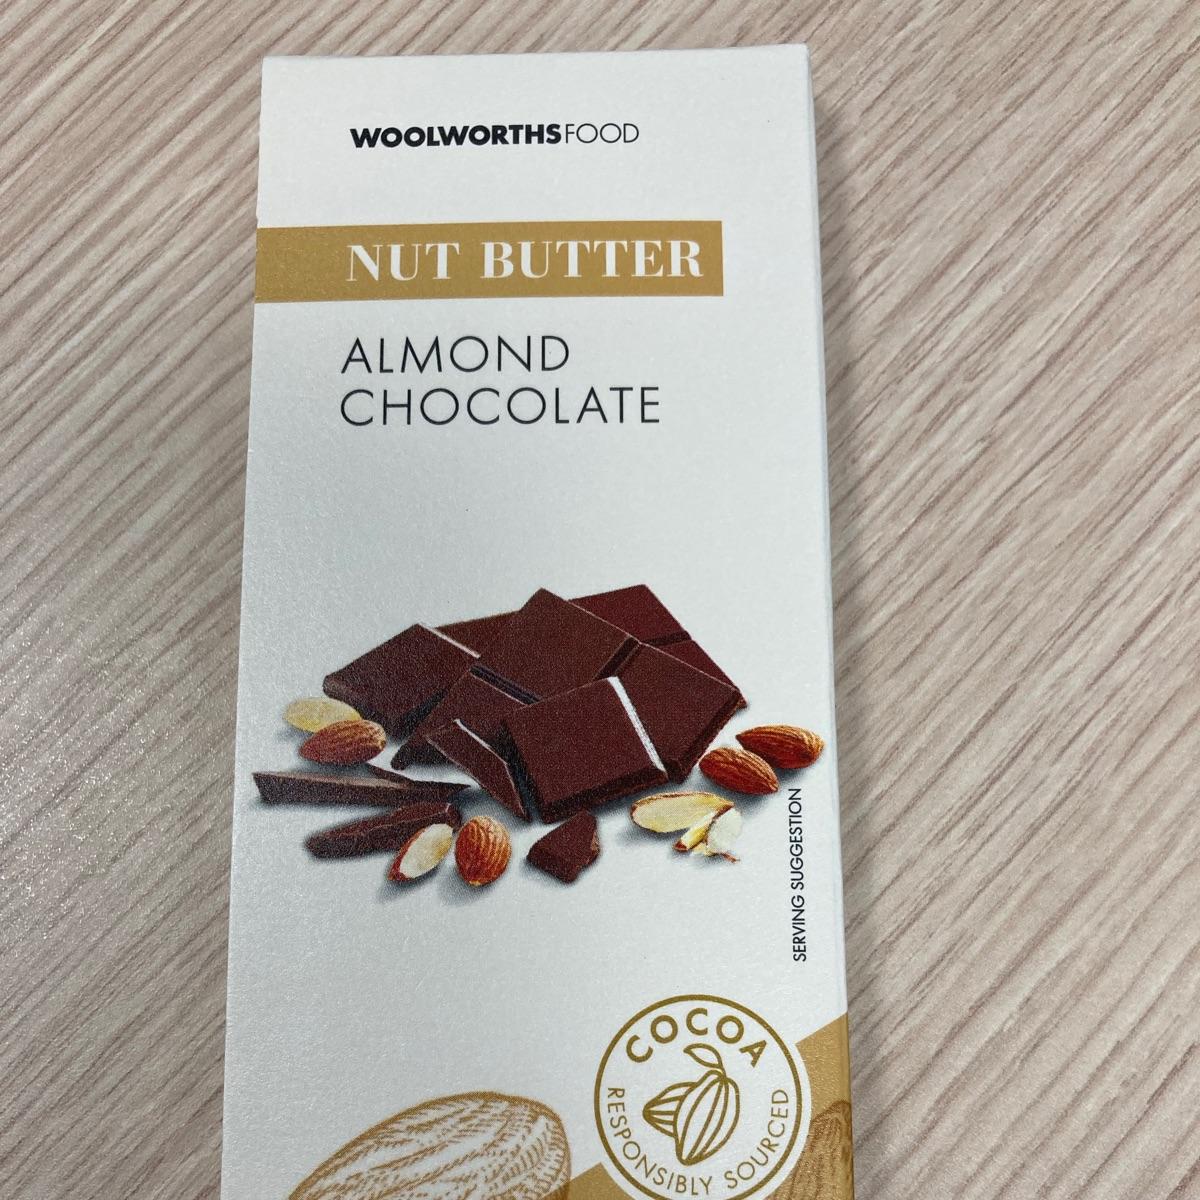 WOOLWORTHSFOOD
NUT BUTTER
ALMOND
CHOCOLATE
SERVING SUGGESTION
COCOA
RESPONSIBLY SOURCED